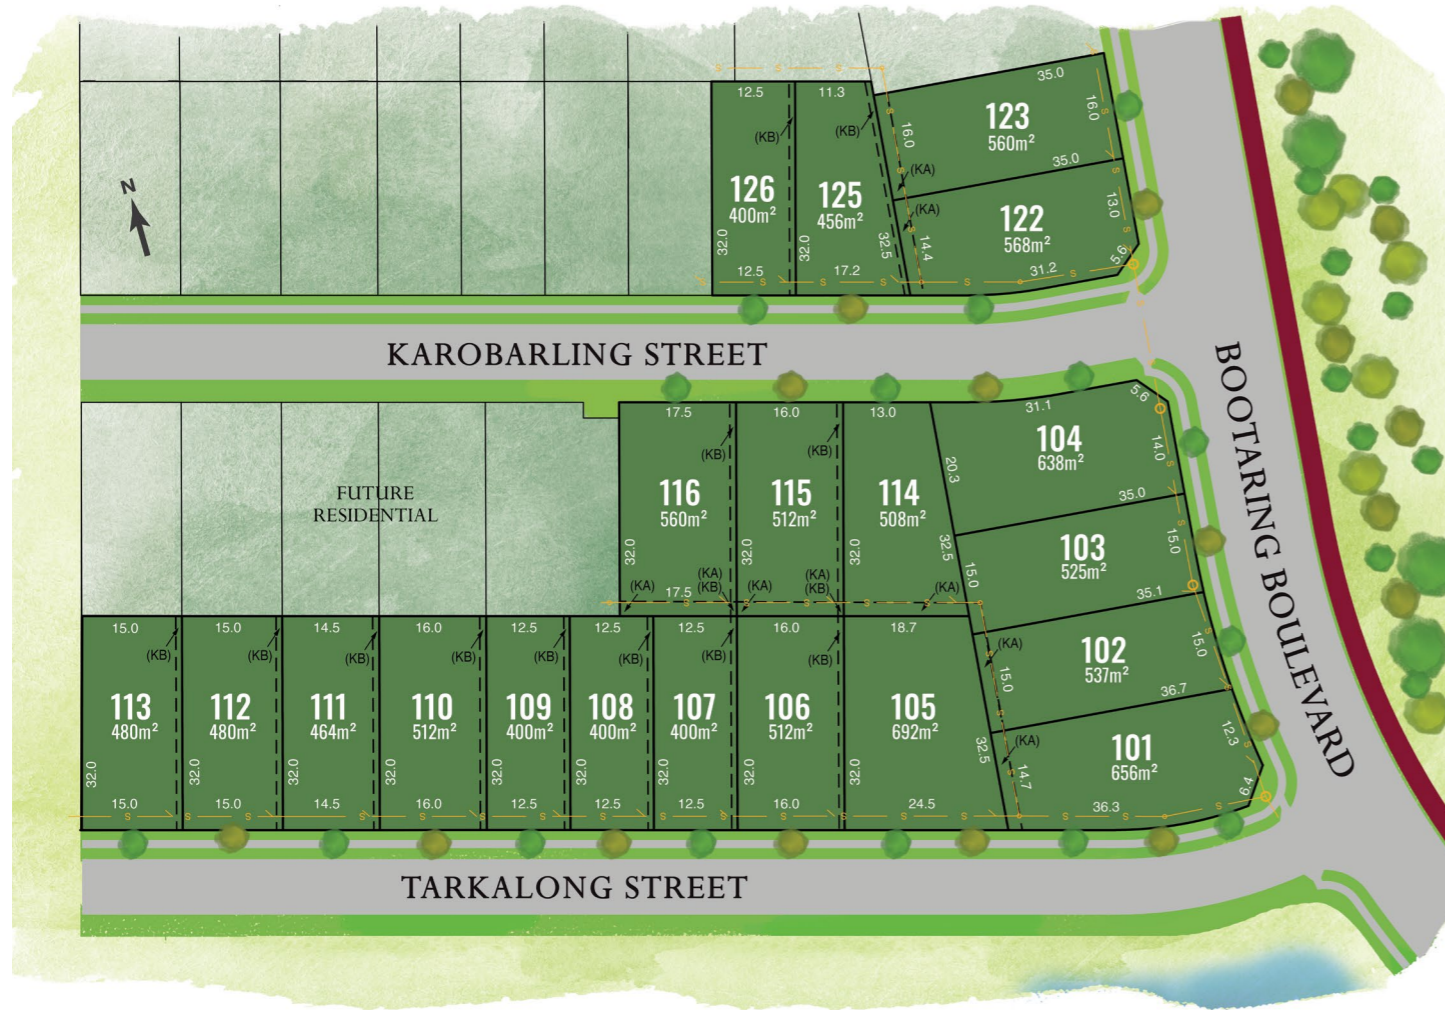 N
12.5
11.3
35.0
(KB)
(KB)
16.0
123
560m²
16.0
35.0
(KA)
126
400m²
125
456m²
(KA)
122
568m²
13.0
32.0
32.0
32.5
14.4
5.6
12.5
17.2
31.2
S S S S S S S S S
KAROBARLING STREET
BOOTARING BOULEVARD
17.5
16.0
13.0
31.1
5.6
(KB)
(KB)
104
638m²
14.0
20.3
35.0
FUTURE
RESIDENTIAL
116
560m²
115
512m²
114
508m²
32.0
32.0
32.0
32.5
103
525m²
15.0
15.0
35.1
(KA)
17.5
(KA)
(KB)
(KA)
(KA)
(KB)
(KA)
15.0
15.0
14.5
16.0
12.5
12.5
12.5
16.0
18.7
(KB)
(KB)
(KB)
(KB)
(KB)
(KB)
(KB)
(KB)
(KA)
102
537m²
15.0
15.0
36.7
113
480m²
112
480m²
111
464m²
110
512m²
109
400m²
108
400m²
107
400m²
106
512m²
105
692m²
32.0
32.0
32.0
32.0
32.0
32.0
32.0
32.0
32.0
32.5
(KA)
101
656m²
12.3
14.7
6.4
15.0
15.0
14.5
16.0
12.5
12.5
12.5
16.0
24.5
36.3
TARKALONG STREET